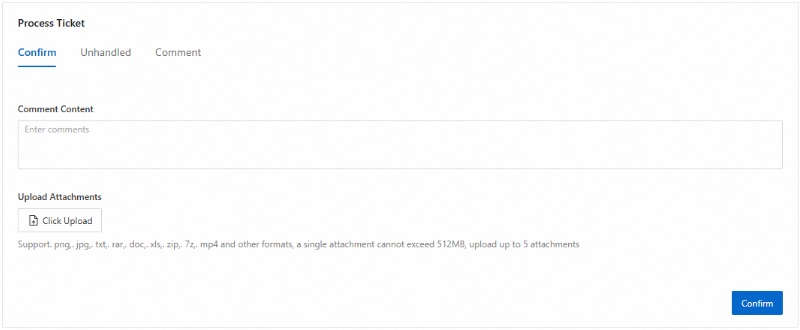 Process Ticket
Confirm Unhandled Comment
Comment Content
Enter comments
Upload Attachments
Click Upload
Support. png,. jpg,. txt,. rar,. doc,. xls,. zip,. 7z,. mp4 and other formats, a single attachment cannot exceed 512MB, upload up to 5 attachments
Confirm